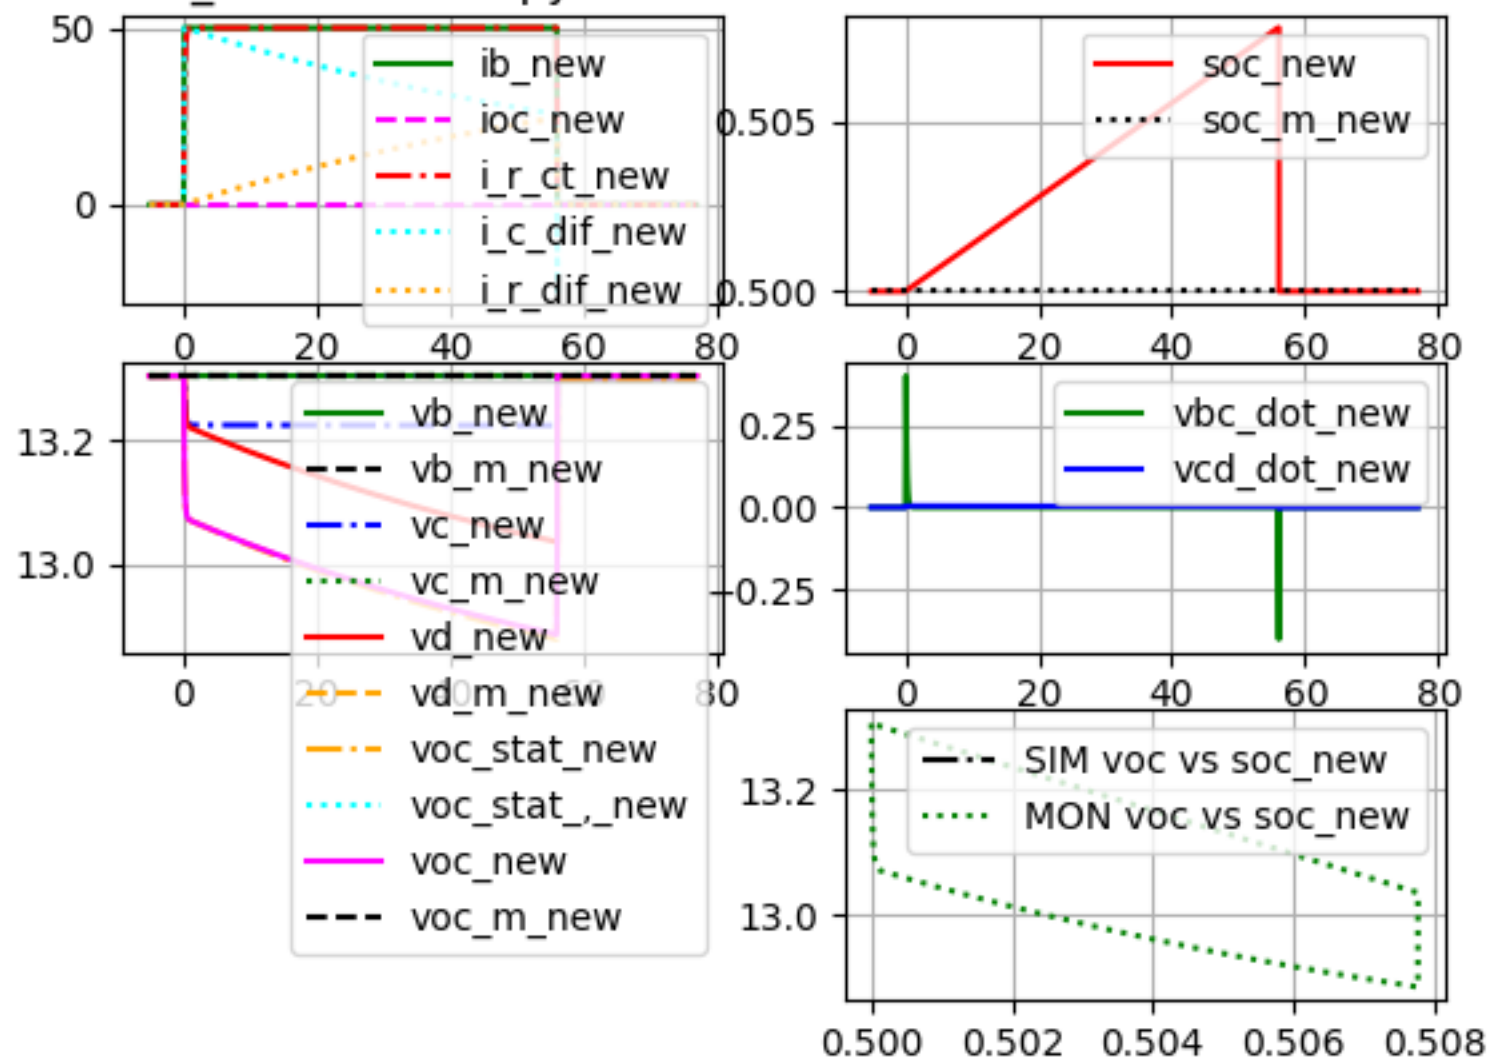 50
0
ib_new
ioc_new
i_r_ct_new
i_c_dif_new
i_r_dif_new
0 20 40 60 80
0.505
0.500
soc_new
soc_m_new
0 20 40 60 80
13.2
13.0
vb_new
vb_m_new
vc_new
vc_m_new
vd_new
vd_m_new
voc_stat_new
voc_stat_,_new
voc_new
voc_m_new
0 20 40 60 80
0.25
0.00
−0.25
vbc_dot_new
vcd_dot_new
0 20 40 60 80
13.2
13.0
SIM voc vs soc_new
MON voc vs soc_new
0.500 0.502 0.504 0.506 0.508